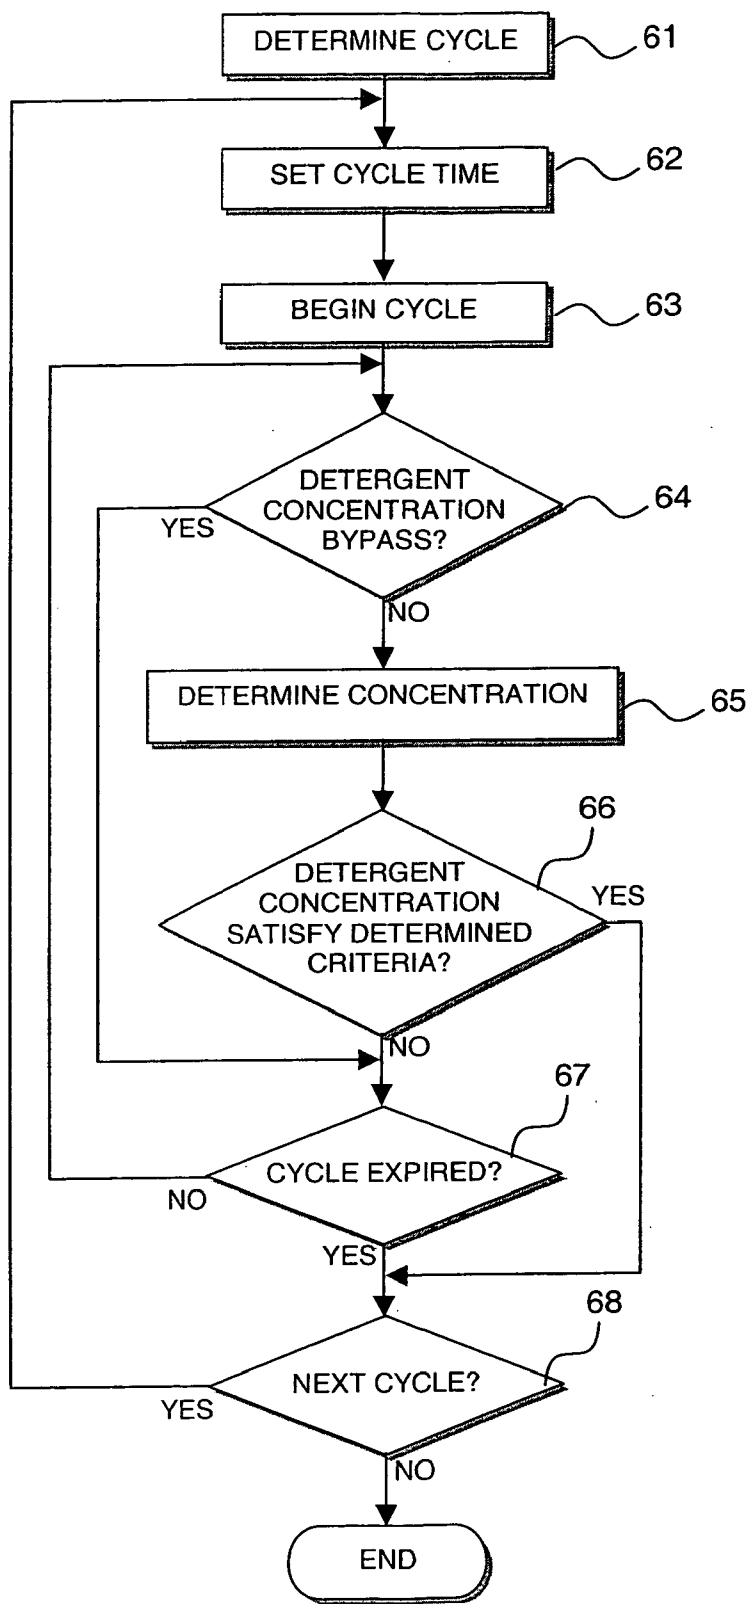 DETERMINE CYCLE
61
SET CYCLE TIME
62
BEGIN CYCLE
63
DETERGENT
CONCENTRATION
BYPASS?
64
YES
NO
DETERMINE CONCENTRATION
65
66
DETERGENT
CONCENTRATION
SATISFY DETERMINED
CRITERIA?
YES
NO
67
CYCLE EXPIRED?
NO
YES
68
NEXT CYCLE?
YES
NO
END